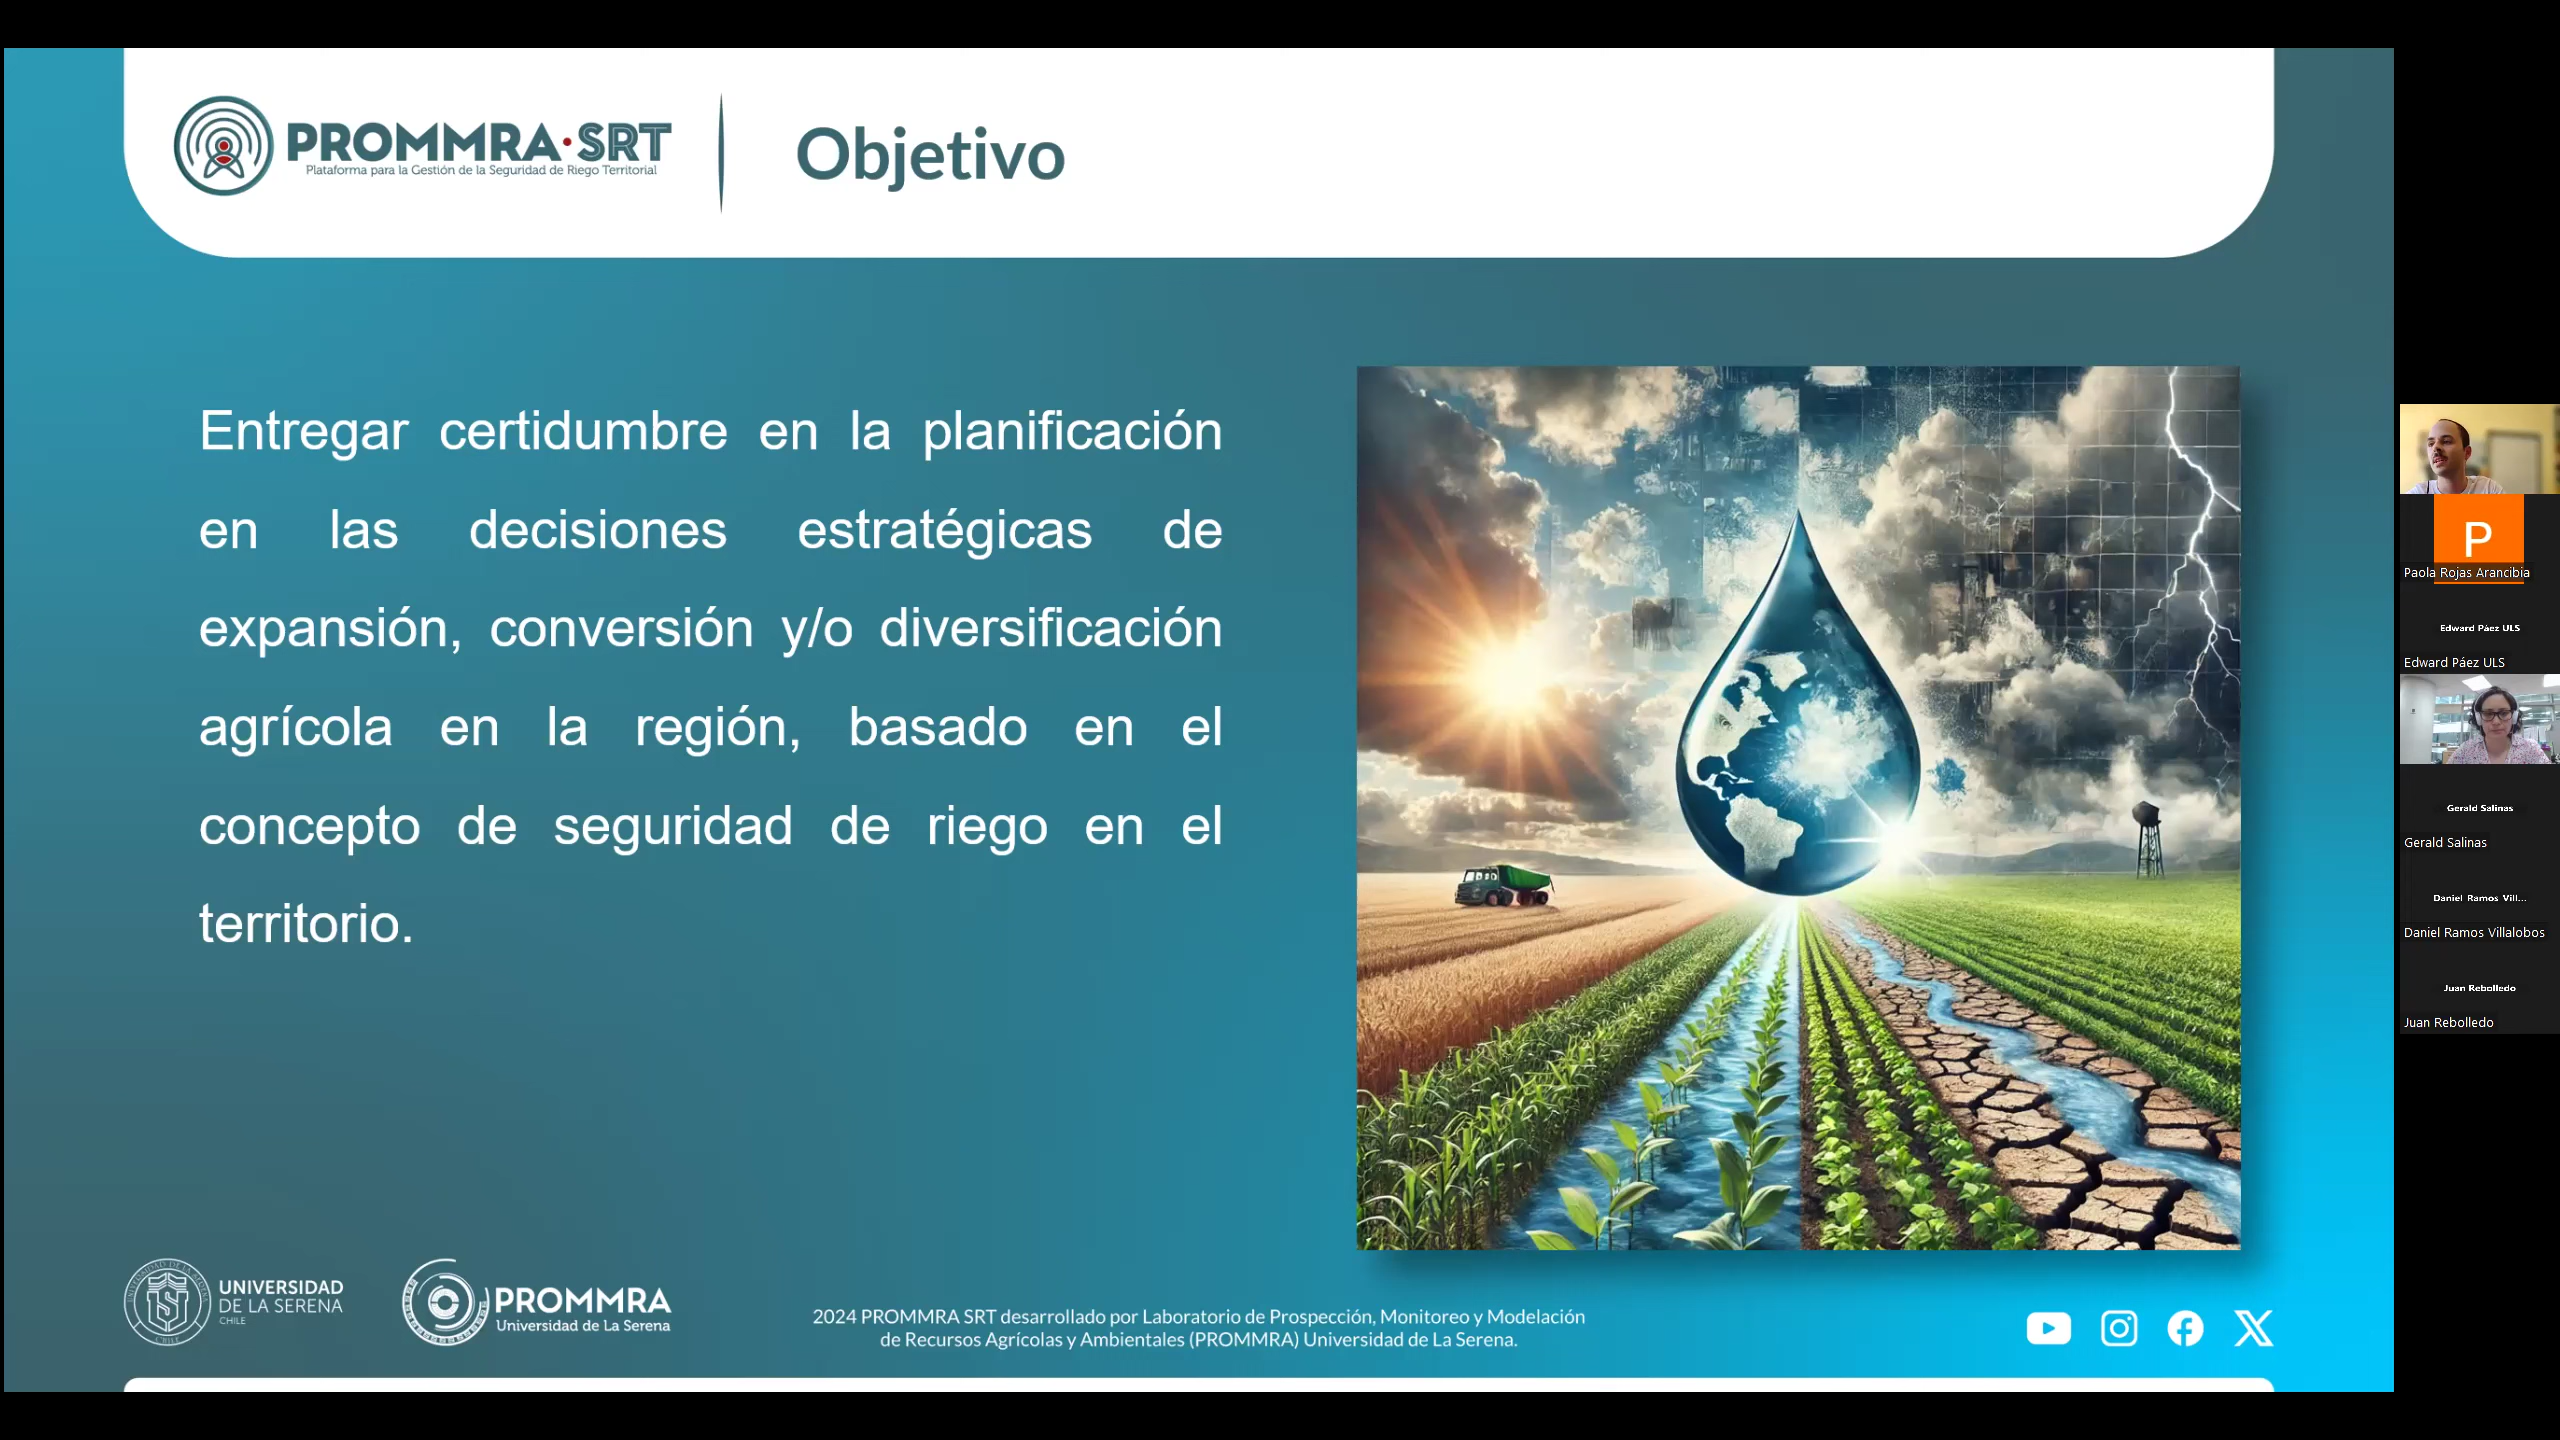 PROMMRA·SRT
Plataforma para la Gestión de la Seguridad de Riego Territorial
Objetivo
Entregar certidumbre en la planificación
en las decisiones estratégicas de
expansión, conversión y/o diversificación
agrícola en la región, basado en el
concepto de seguridad de riego en el
territorio.
UNIVERSIDAD
DE LA SERENA
CHILE
PROMMRA
Universidad de La Serena
2024 PROMMRA SRT desarrollado por Laboratorio de Prospección, Monitoreo y Modelación
de Recursos Agrícolas y Ambientales (PROMMRA) Universidad de La Serena.
P
Paola Rojas Arancibia
Edward Páez ULS
Edward Páez ULS
Gerald Salinas
Gerald Salinas
Daniel Ramos Vill...
Daniel Ramos Villalobos
Juan Rebolledo
Juan Rebolledo